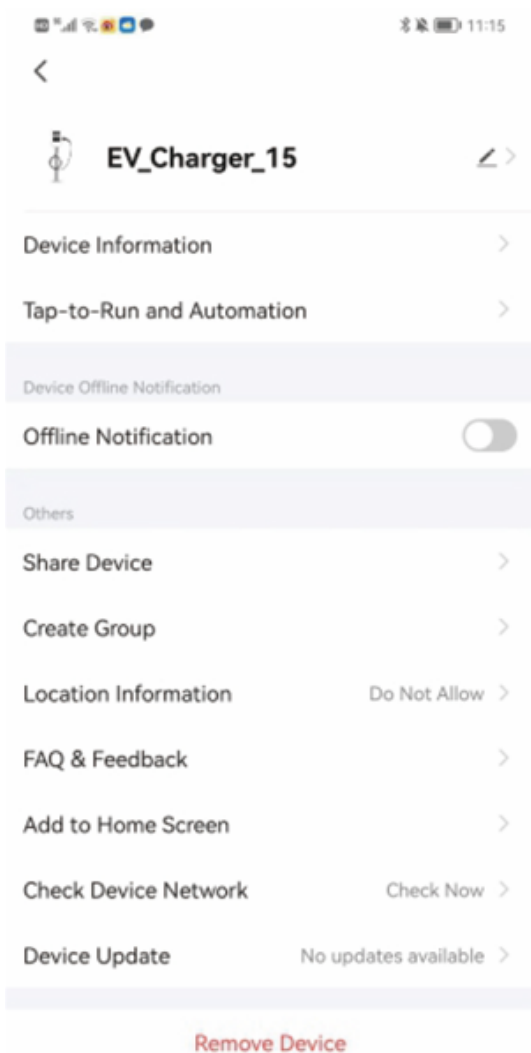 11:15
EV_Charger_15
Device Information
Tap-to-Run and Automation
Device Offline Notification
Offline Notification
Others
Share Device
Create Group
Location Information Do Not Allow
FAQ & Feedback
Add to Home Screen
Check Device Network Check Now
Device Update No updates available
Remove Device